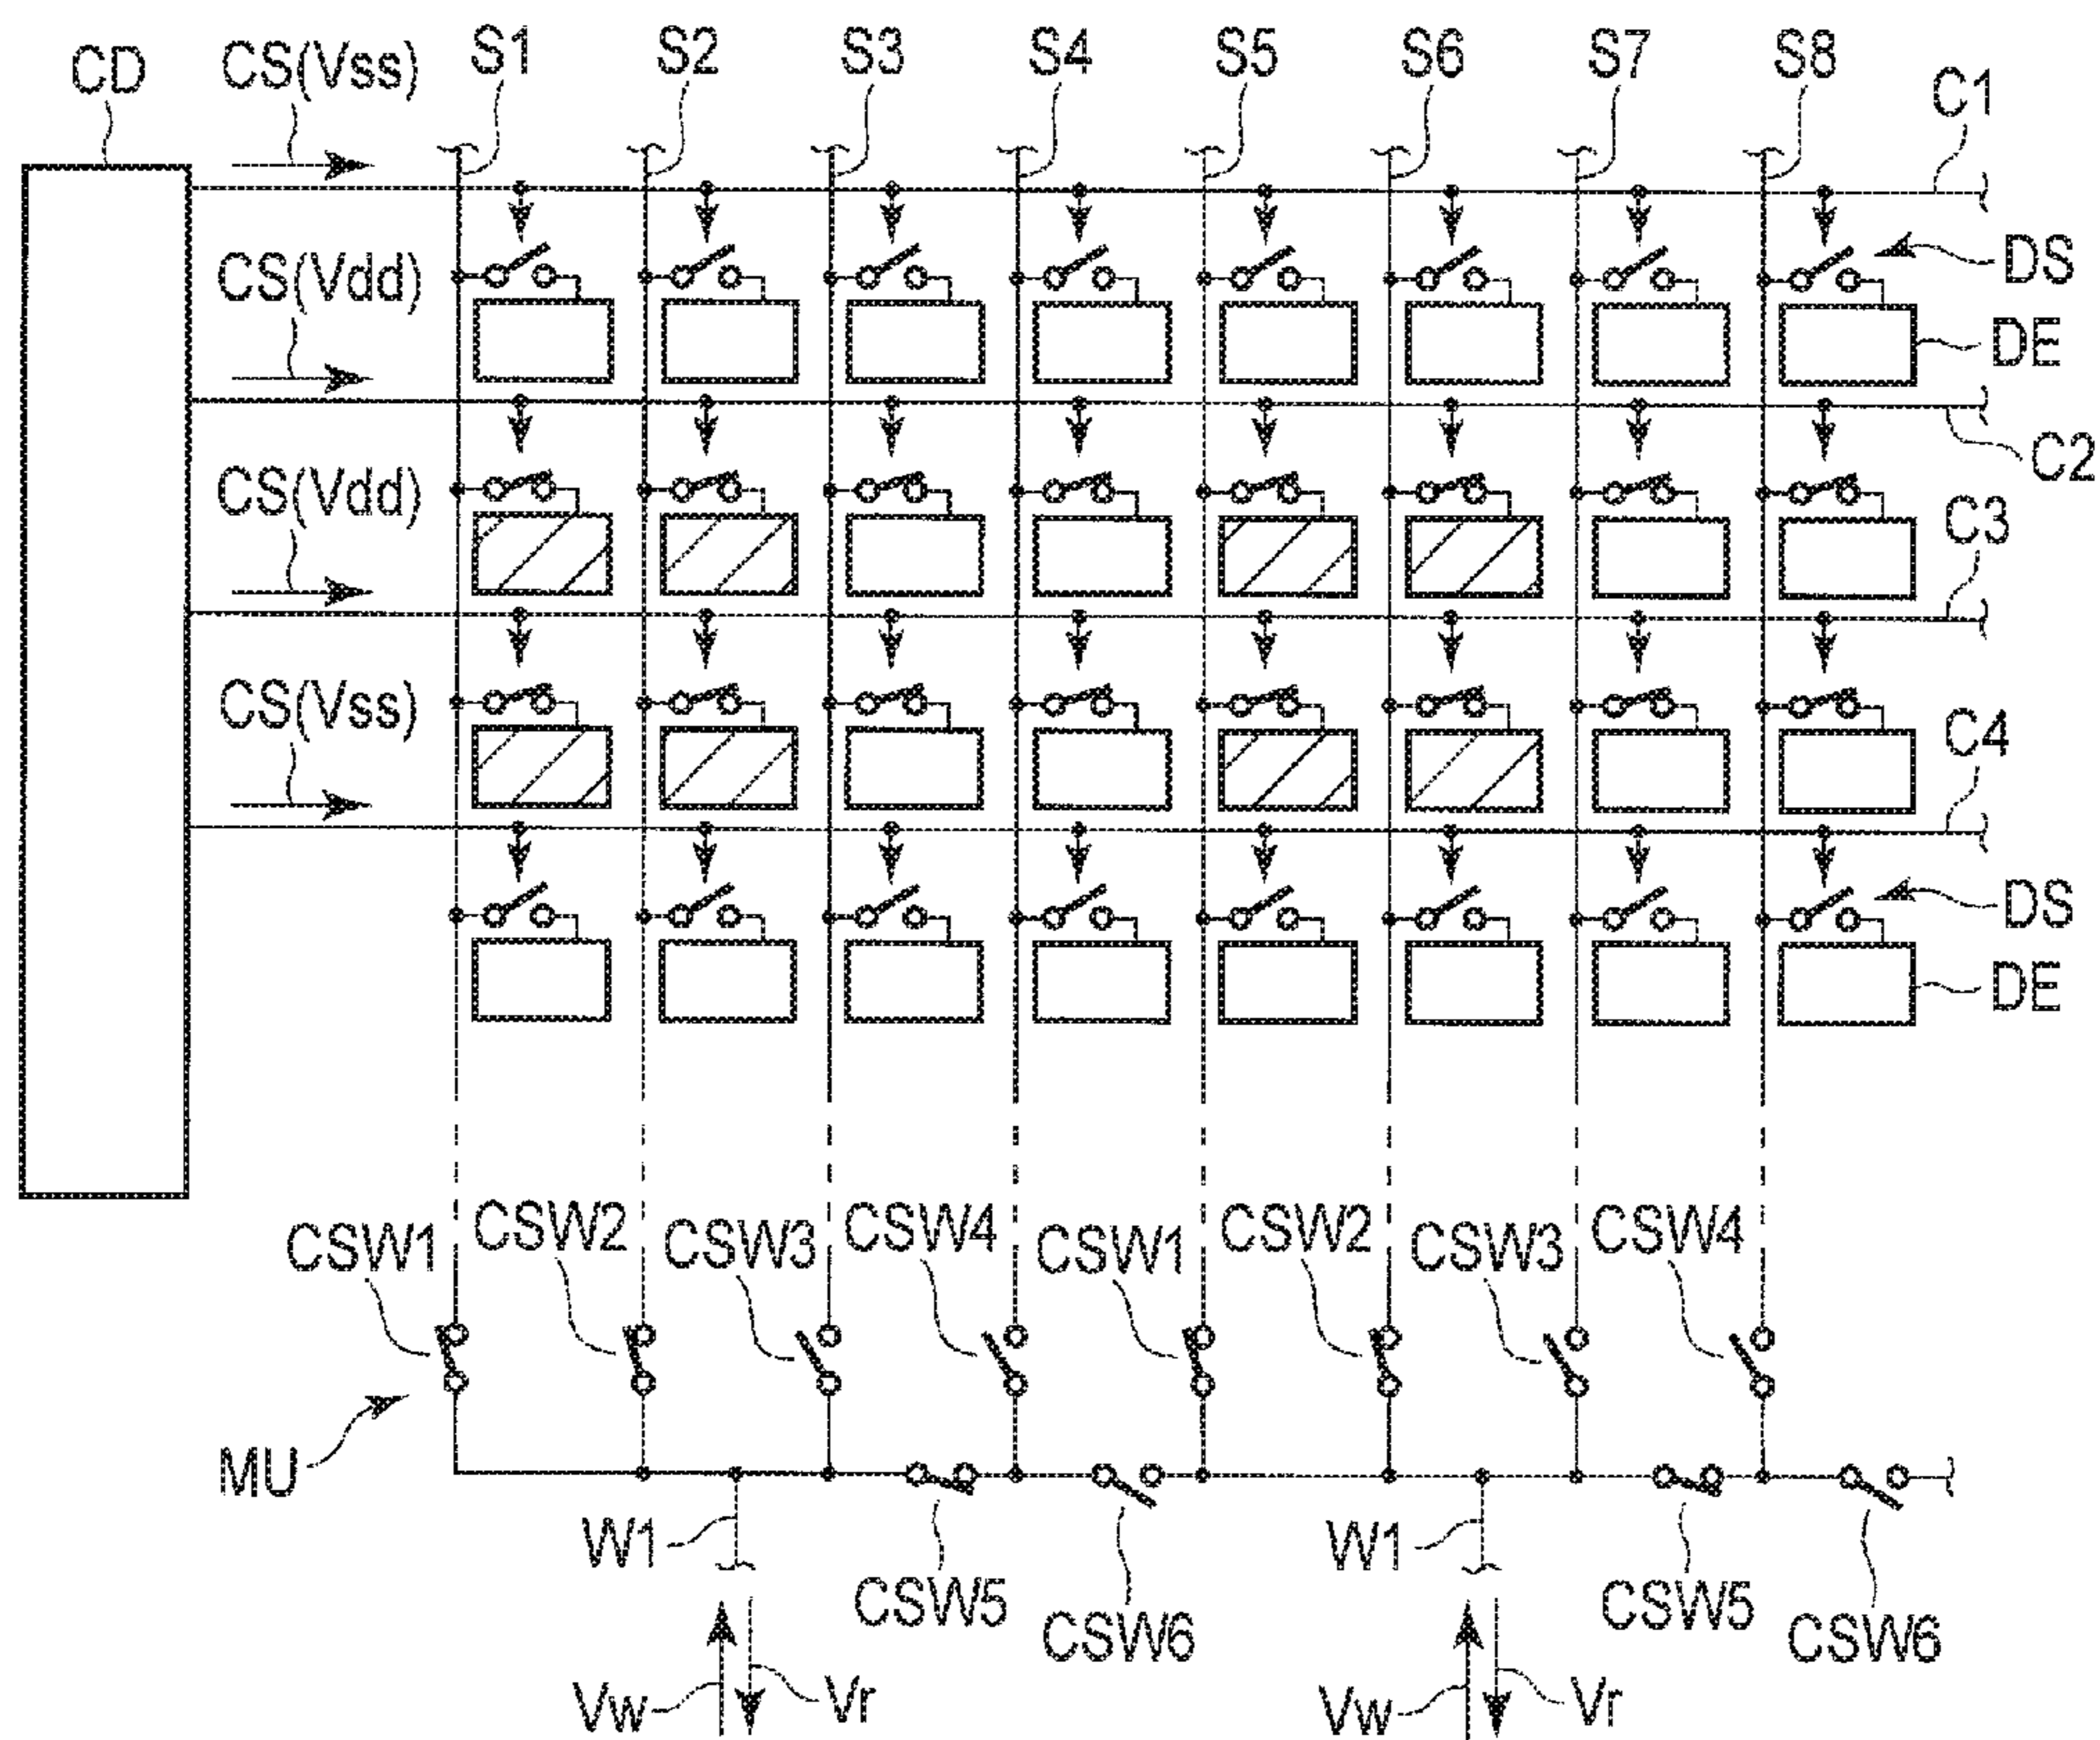 CD CS(Vss) S1 S2 S3 S4 S5 S6 S7 S8 C1
CS(Vdd) DS
DE
CS(Vdd) C2
C3
CS(Vss) C4
DS
DE
CSW1 CSW2 CSW3 CSW4 CSW1 CSW2 CSW3 CSW4
MU
W1 W1
CSW5 CSW6 CSW5 CSW6
Vw Vr Vw Vr